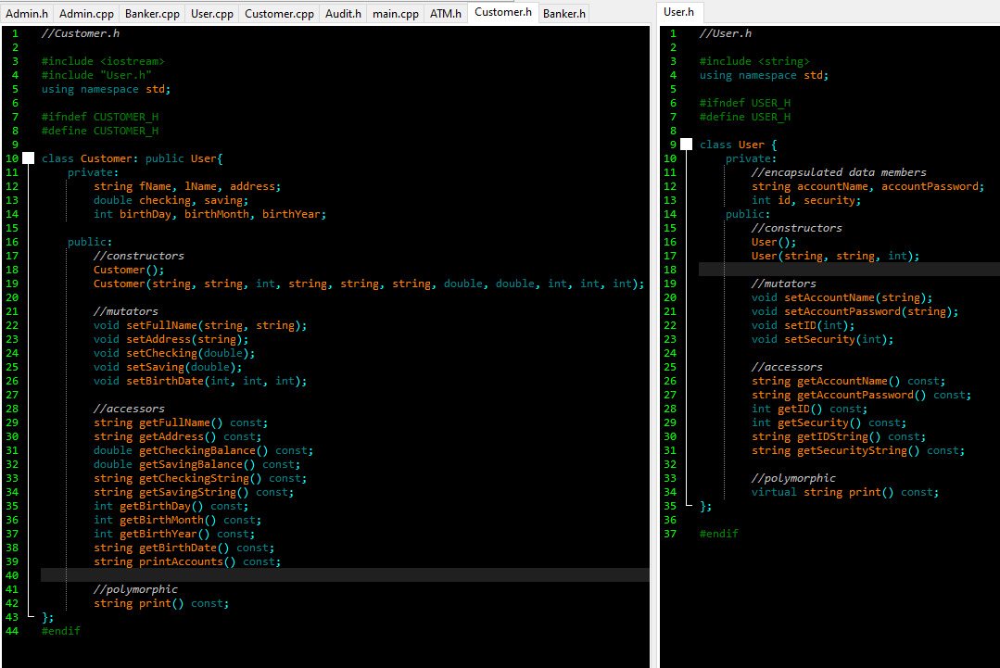 Admin.h Admin.cpp Banker.cpp User.cpp Customer.cpp Audit.h main.cpp ATM.h Customer.h Banker.h
1 //Customer.h
2
3 #include <iostream>
4 #include "User.h"
5 using namespace std;
6
7 #ifndef CUSTOMER_H
8 #define CUSTOMER_H
9
10 class Customer: public User{
11 private:
12 string fName, lName, address;
13 double checking, saving;
14 int birthDay, birthMonth, birthYear;
15
16 public:
17 //constructors
18 Customer();
19 Customer(string, string, int, string, string, string, double, double, int, int, int);
20
21 //mutators
22 void setFullName(string, string);
23 void setAddress(string);
24 void setChecking(double);
25 void setSaving(double);
26 void setBirthDate(int, int, int);
27
28 //accessors
29 string getFullName() const;
30 string getAddress() const;
31 double getCheckingBalance() const;
32 double getSavingBalance() const;
33 string getCheckingString() const;
34 string getSavingString() const;
35 int getBirthDay() const;
36 int getBirthMonth() const;
37 int getBirthYear() const;
38 string getBirthDate() const;
39 string printAccounts() const;
40
41 //polymorphic
42 string print() const;
43 };
44 #endif
User.h
1 //User.h
2
3 #include <string>
4 using namespace std;
5
6 #ifndef USER_H
7 #define USER_H
8
9 class User {
10 private:
11 //encapsulated data members
12 string accountName, accountPassword;
13 int id, security;
14 public:
15 //constructors
16 User();
17 User(string, string, int);
18
19 //mutators
20 void setAccountName(string);
21 void setAccountPassword(string);
22 void setID(int);
23 void setSecurity(int);
24
25 //accessors
26 string getAccountName() const;
27 string getAccountPassword() const;
28 int getID() const;
29 int getSecurity() const;
30 string getIDString() const;
31 string getSecurityString() const;
32
33 //polymorphic
34 virtual string print() const;
35 };
36
37 #endif